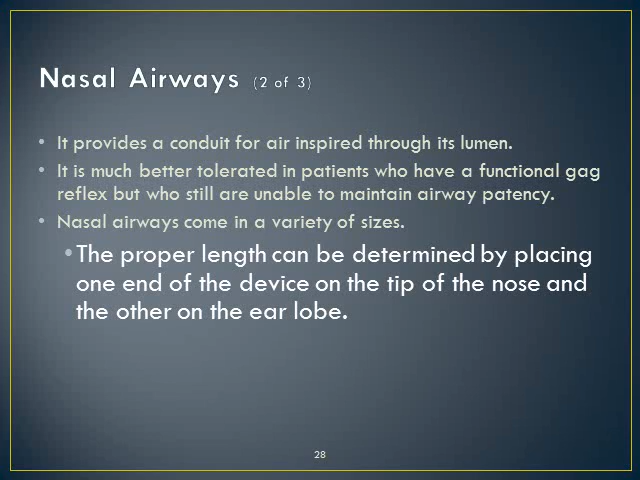 Nasal Airways (2 of 3)
• It provides a conduit for air inspired through its lumen.
• It is much better tolerated in patients who have a functional gag
reflex but who still are unable to maintain airway patency.
• Nasal airways come in a variety of sizes.
• The proper length can be determined by placing
one end of the device on the tip of the nose and
the other on the ear lobe.
28